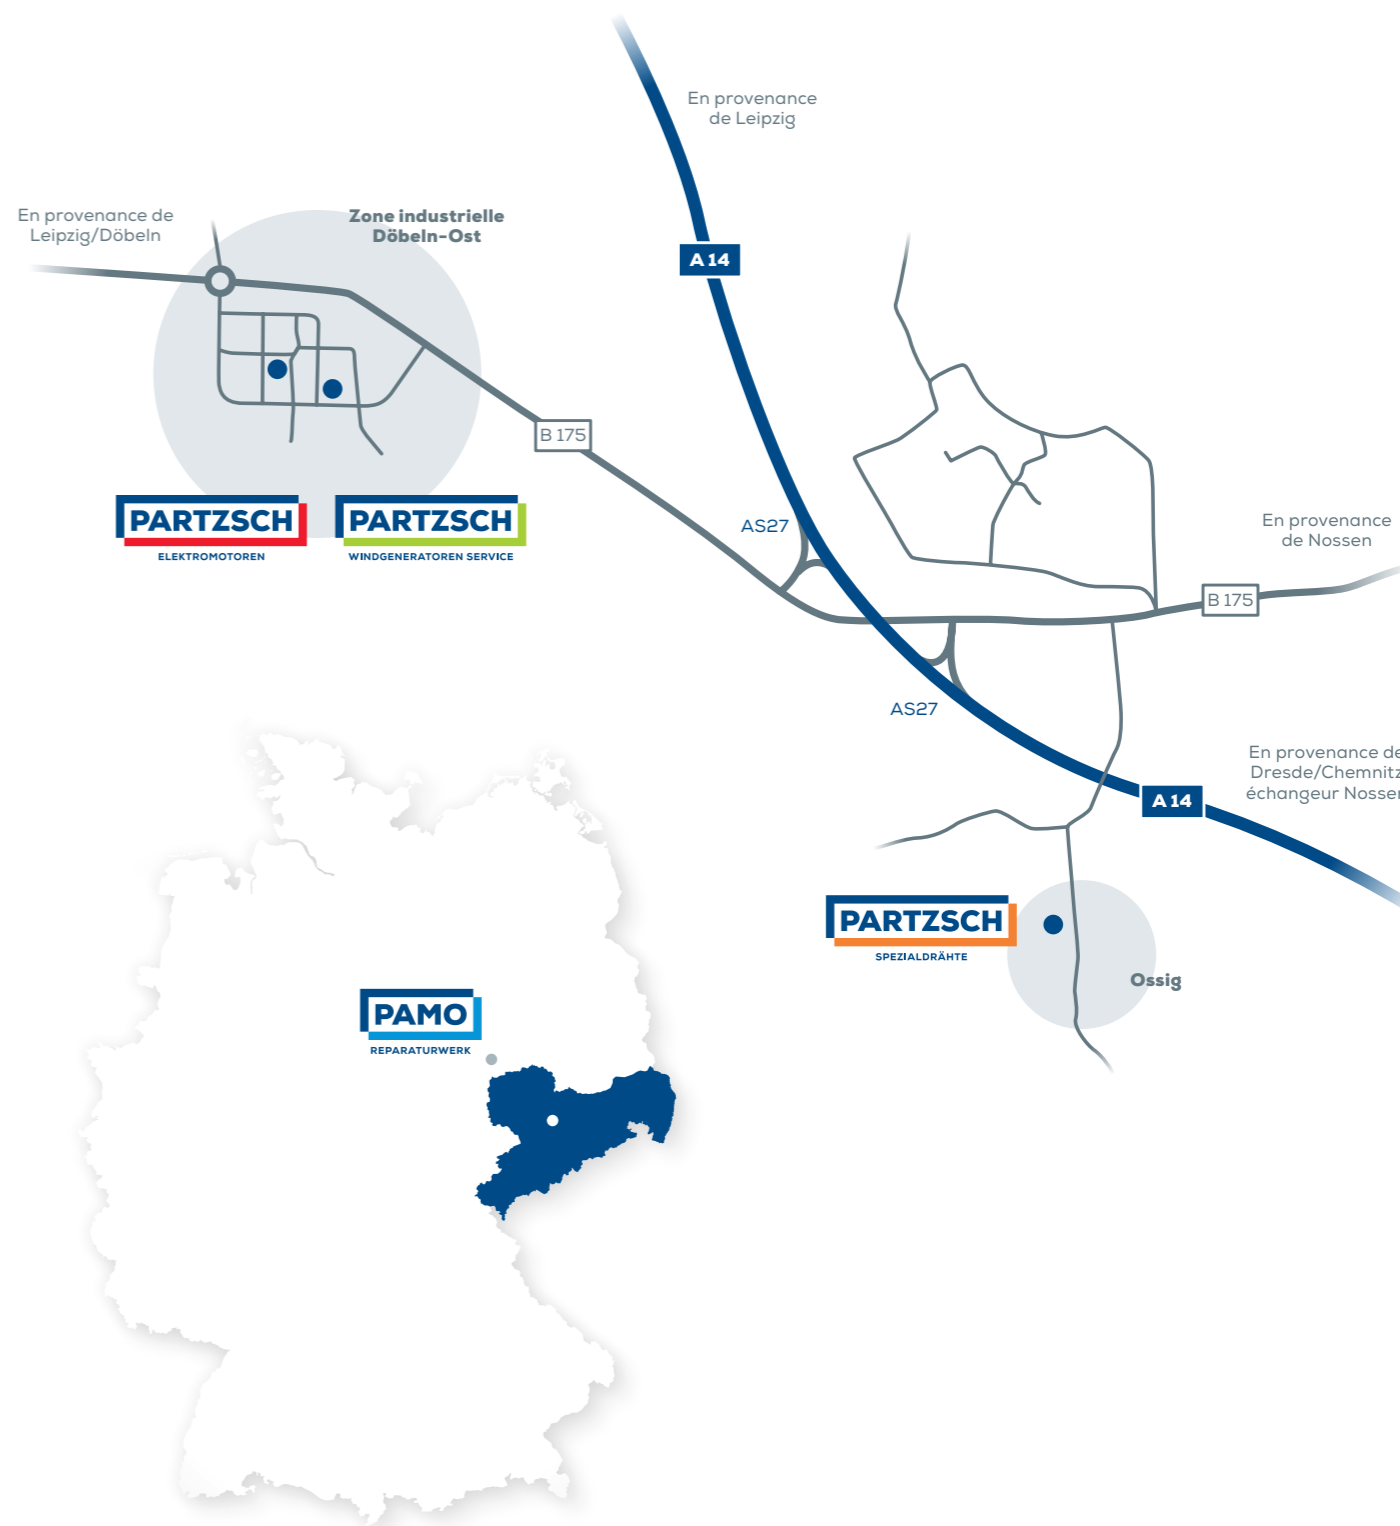 En provenance
de Leipzig
En provenance de
Leipzig/Döbeln
Zone industrielle
Döbeln-Ost
A 14
B 175
PARTZSCH
ELEKTROMOTOREN
PARTZSCH
WINDGENERATOREN SERVICE
AS27
En provenance
de Nossen
B 175
AS27
En provenance de
Dresde/Chemnitz
échangeur Nossen
A 14
PARTZSCH
SPEZIALDRÄHTE
Ossig
PAMO
REPARATURWERK